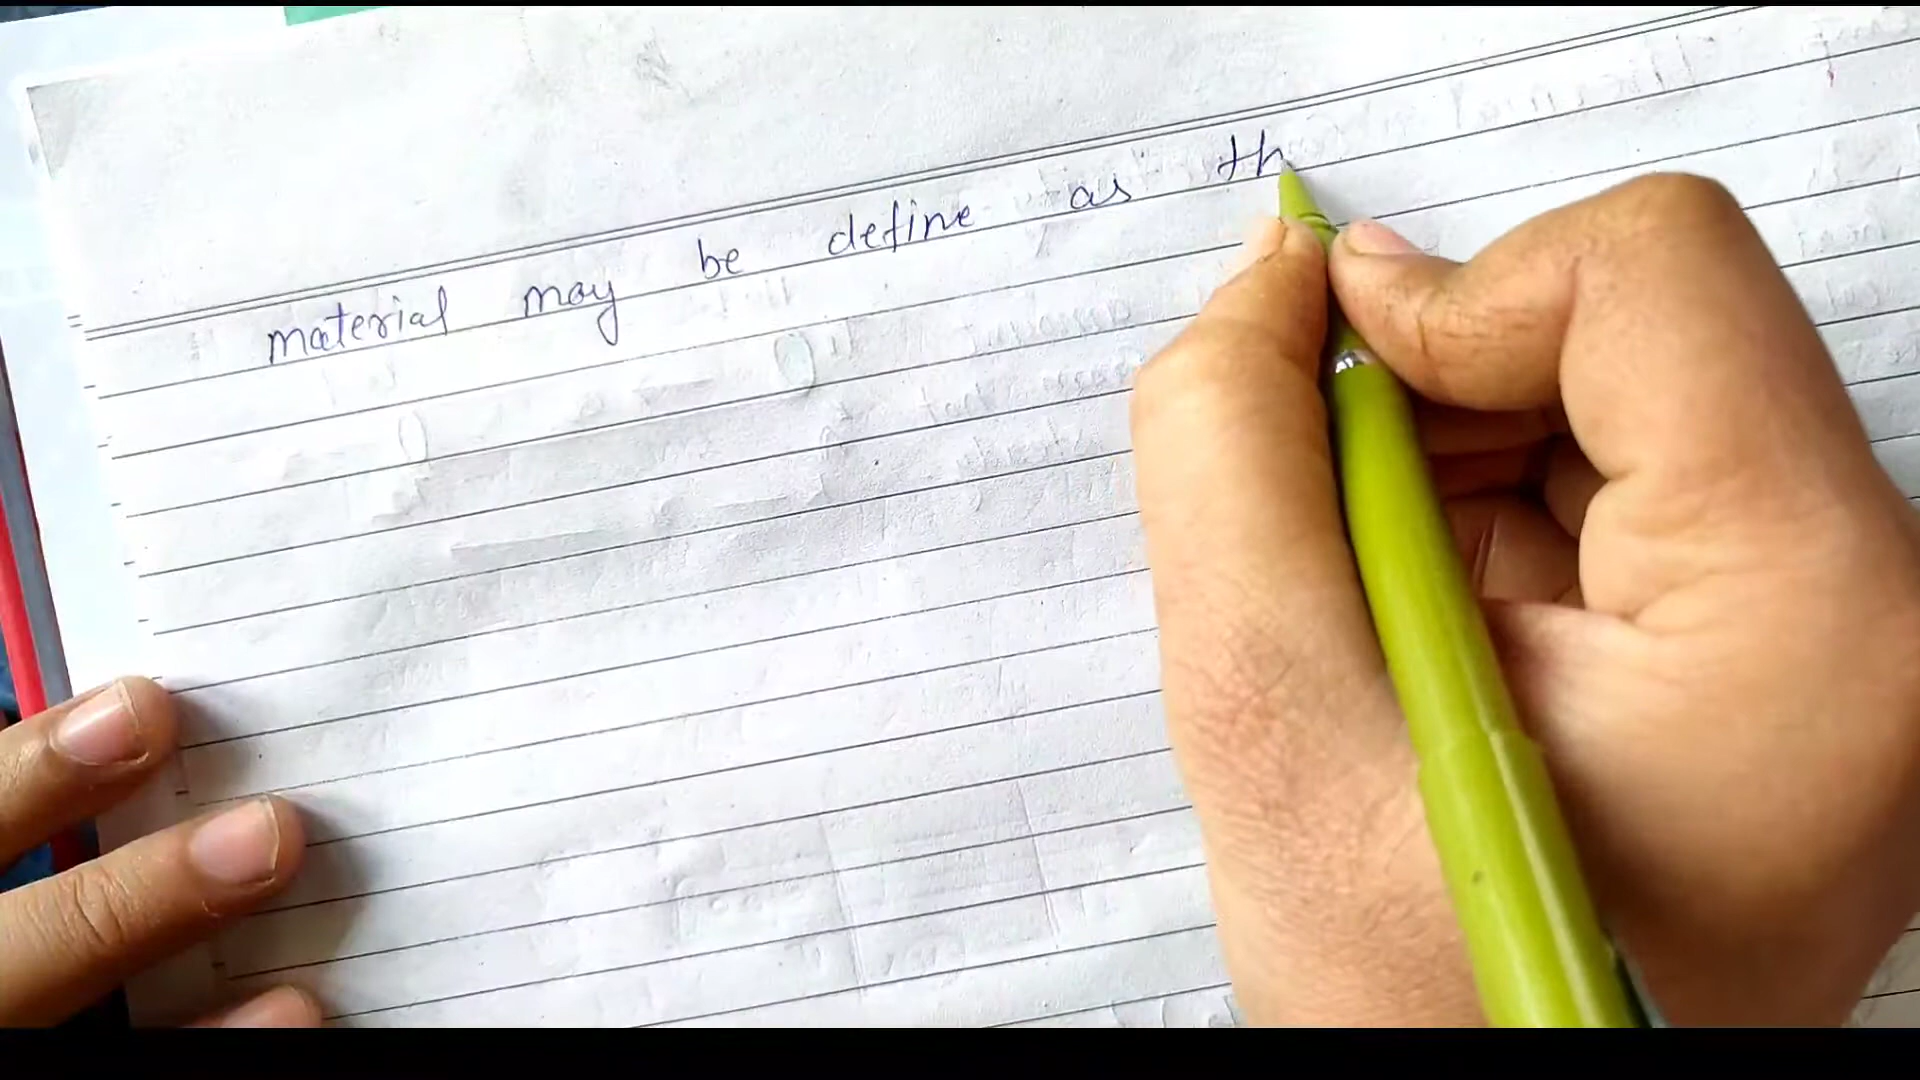 material may be define as th